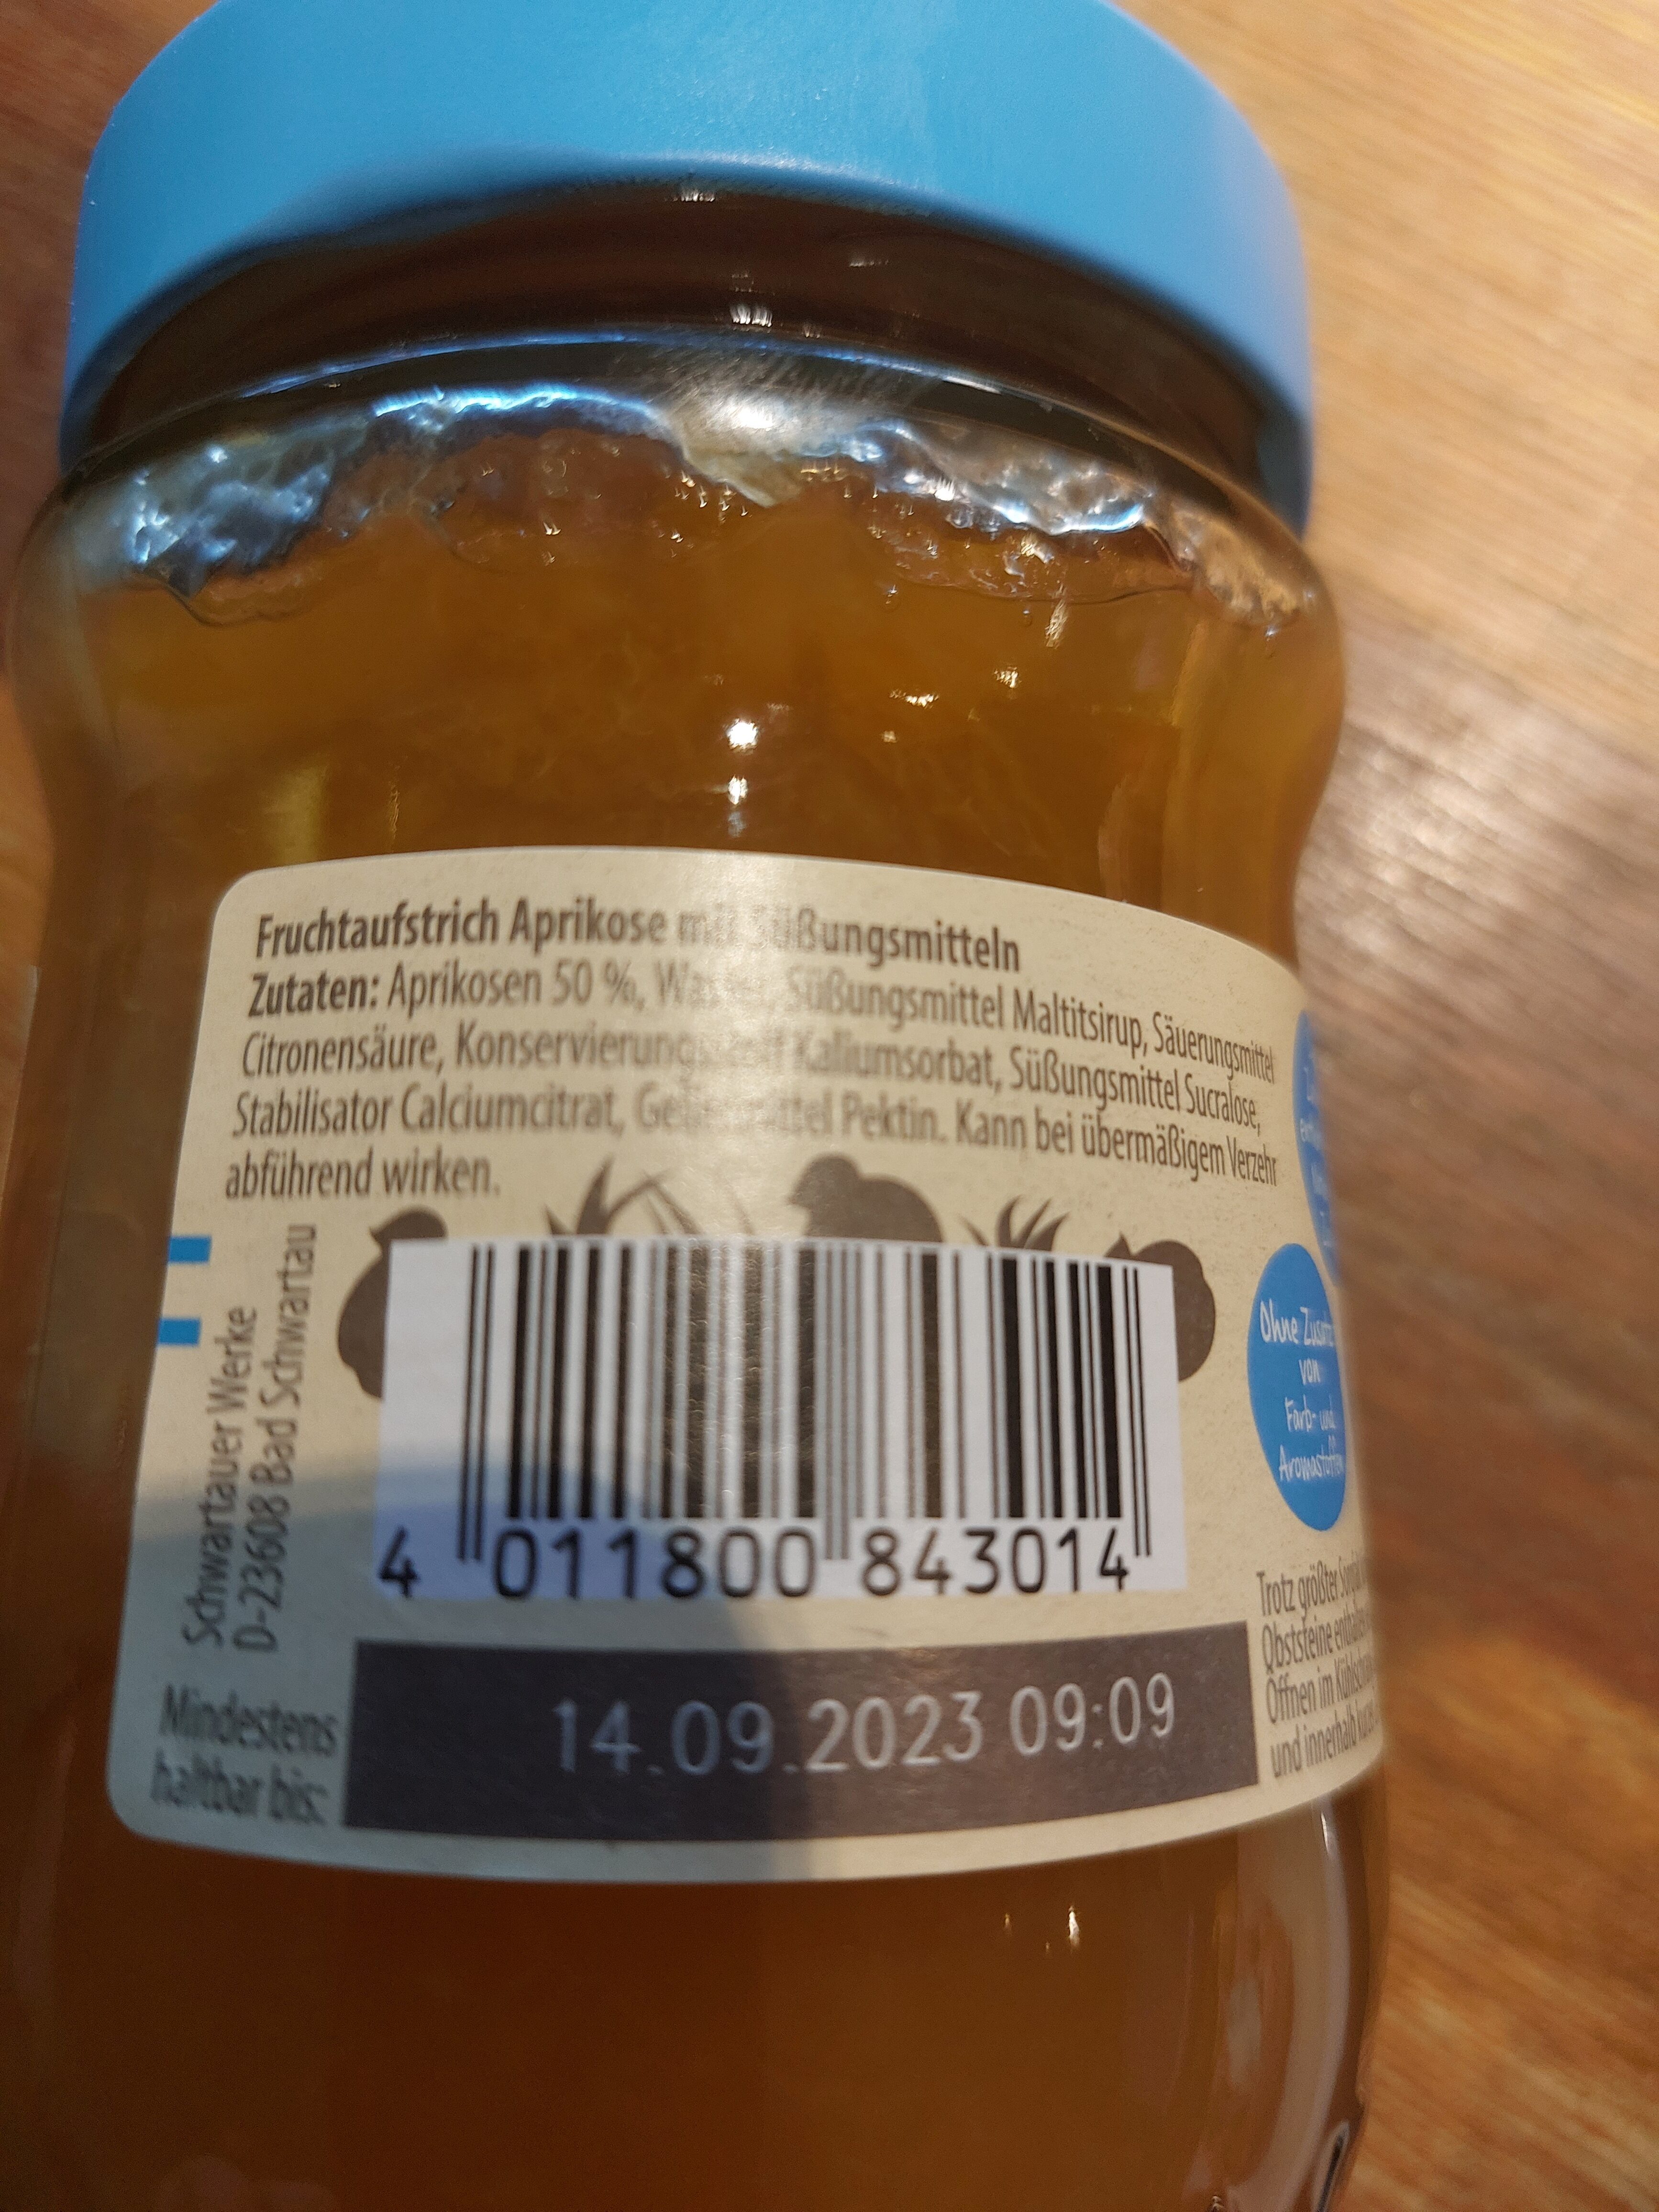 Fruchtaufstrich Aprikose mit Süßungsmitteln
Zutaten: Aprikosen 50 %, Wasser, Süßungsmittel Maltitsirup, Säuerungsmittel
Citronensäure, Konservierungsstoff Kaliumsorbat, Süßungsmittel Sucralose,
Stabilisator Calciumcitrat, Geliermittel Pektin. Kann bei übermäßigem Verzehr
abführend wirken.
Schwartauer Werke
D-23608 Bad Schwartau
4 011800 843014
Mindestens
haltbar bis:
14.09.2023 09:09
Ohne Zusatz
von
Farb- und
Aromastoffen
Trotz größter
Obststeine
Öffnen im
und innerhalb